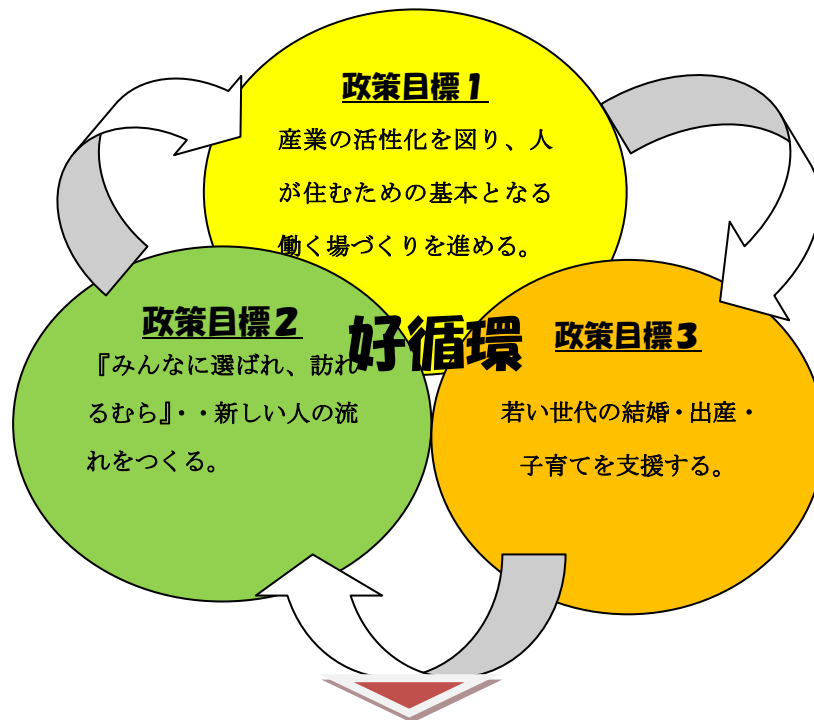 政策目標1
産業の活性化を図り、人
が住むための基本となる
働く場づくりを進める。
好循環
政策目標2
『みんなに選ばれ、訪れ
るむら』・・新しい人の流
れをつくる。
政策目標3
若い世代の結婚・出産・
子育てを支援する。